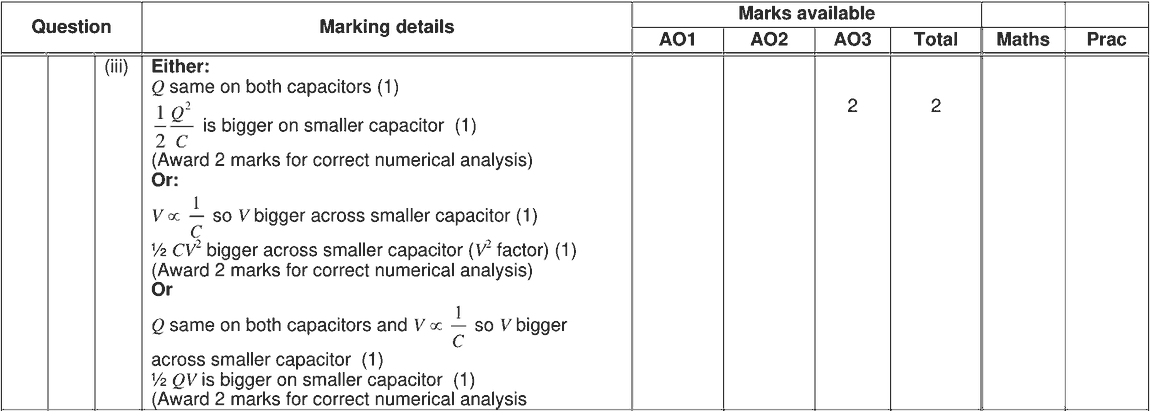 Question Marking details Marks available
AO1 AO2 AO3 Total Maths Prac
(iii) Either:
Q same on both capacitors (1)
1/2 Q²/C is bigger on smaller capacitor (1) 2 2
(Award 2 marks for correct numerical analysis)
Or:
V ∝ 1/C so V bigger across smaller capacitor (1)
½ CV² bigger across smaller capacitor (V² factor) (1)
(Award 2 marks for correct numerical analysis)
Or
Q same on both capacitors and V ∝ 1/C so V bigger
across smaller capacitor (1)
½ QV is bigger on smaller capacitor (1)
(Award 2 marks for correct numerical analysis